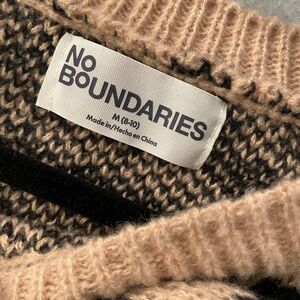 NO
BOUNDARIES
M (8-10)
Made in/Hecho en China